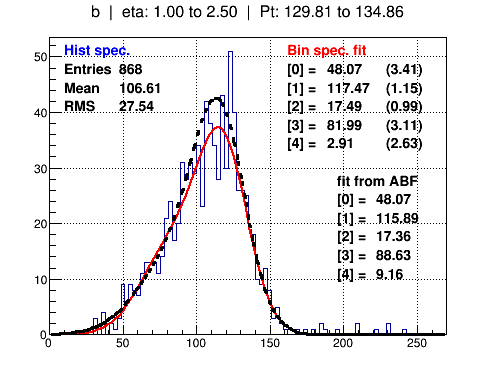 b | eta: 1.00 to 2.50 | Pt: 129.81 to 134.86
Hist spec.
Entries 868
Mean 106.61
RMS 27.54
Bin spec. fit
[0] = 48.07 (3.41)
[1] = 117.47 (1.15)
[2] = 17.49 (0.99)
[3] = 81.99 (3.11)
[4] = 2.91 (2.63)
fit from ABF
[0] = 48.07
[1] = 115.89
[2] = 17.36
[3] = 88.63
[4] = 9.16
50
40
30
20
10
0
0 50 100 150 200 250